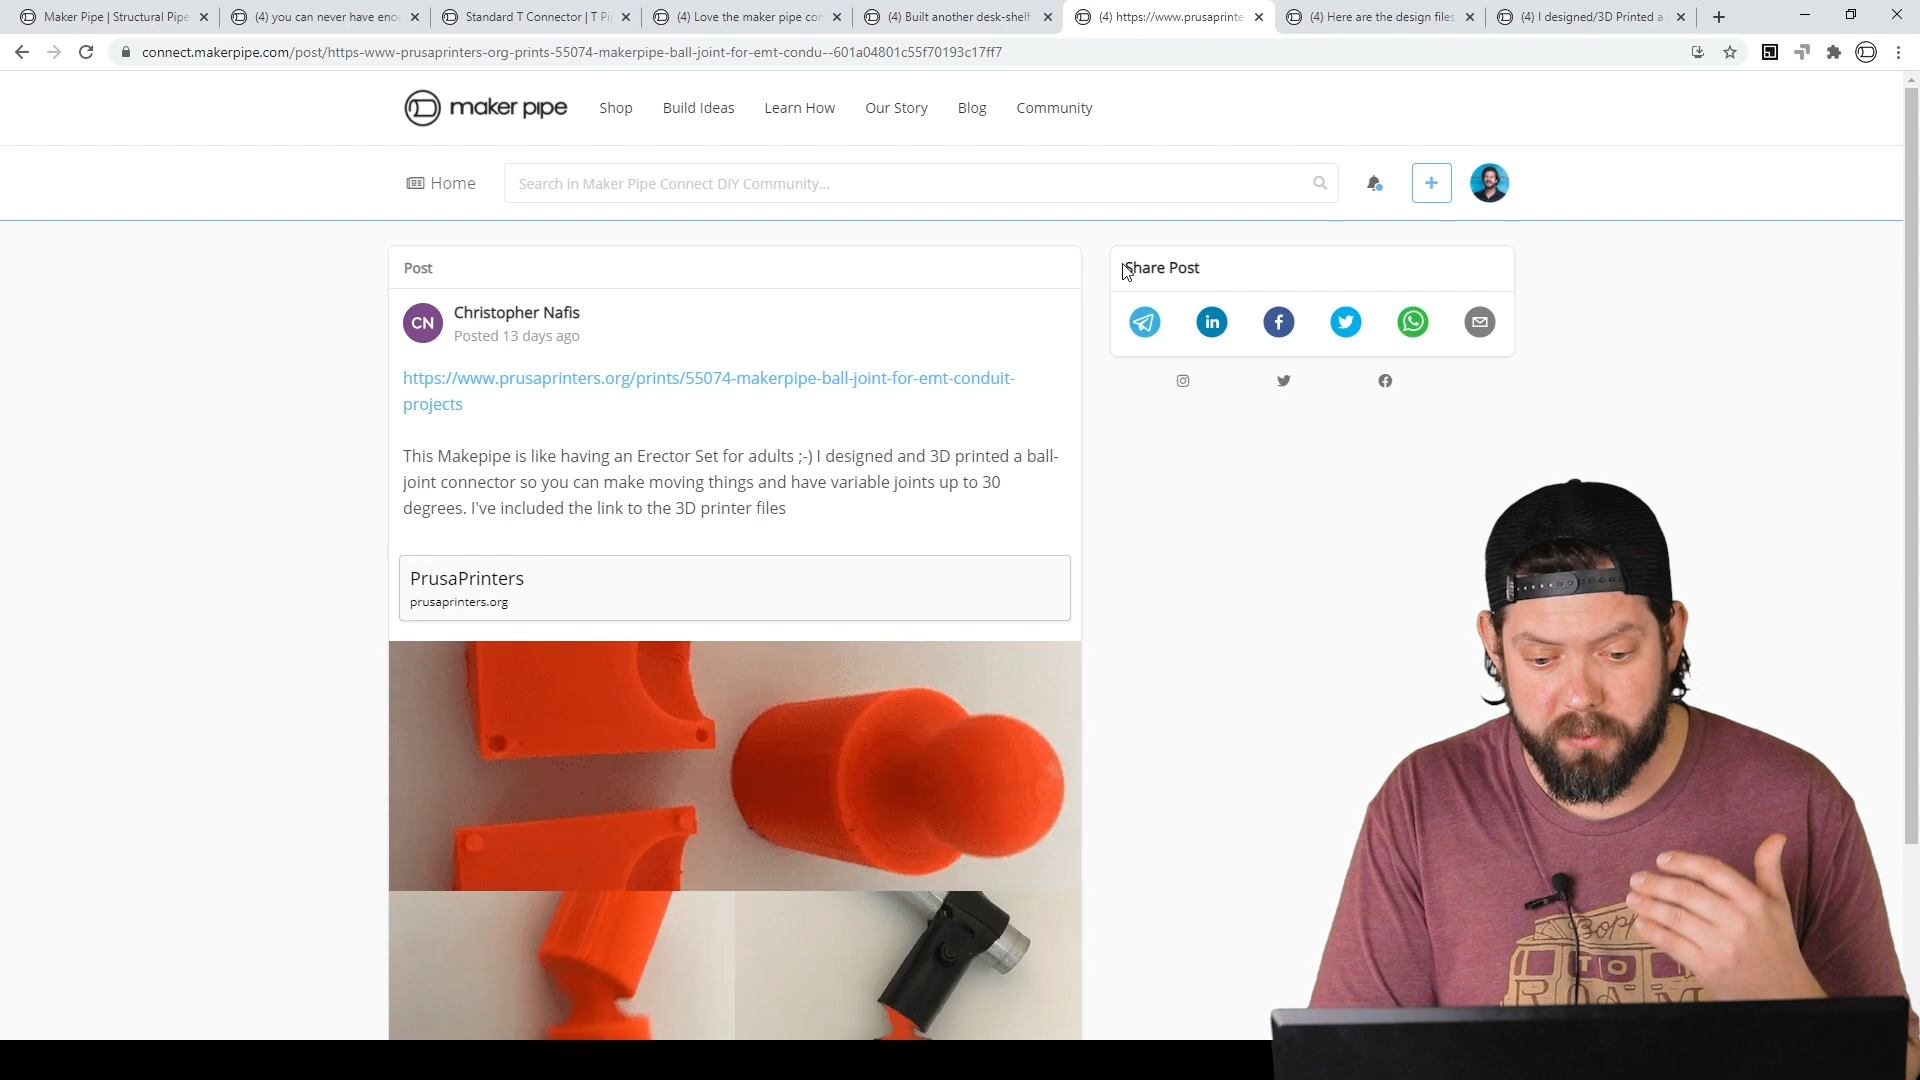 Maker Pipe | Structural Pipe
(4) you can never have eno
Standard T Connector | T Pi
(4) Love the maker pipe co
(4) Built another desk-shelf
(4) https://www.prusaprinte
(4) Here are the design files
(4) I designed/3D Printed a
connect.makerpipe.com/post/https-www-prusaprinters-org-prints-55074-makerpipe-ball-joint-for-emt-condu--601a04801c55f70193c17ff7
maker pipe
Shop
Build Ideas
Learn How
Our Story
Blog
Community
Home
Search in Maker Pipe Connect DIY Community...
Post
CN
Christopher Nafis
Posted 13 days ago
https://www.prusaprinters.org/prints/55074-makerpipe-ball-joint-for-emt-conduit-
projects
This Makepipe is like having an Erector Set for adults ;-) I designed and 3D printed a ball-
joint connector so you can make moving things and have variable joints up to 30
degrees. I've included the link to the 3D printer files
PrusaPrinters
prusaprinters.org
Share Post